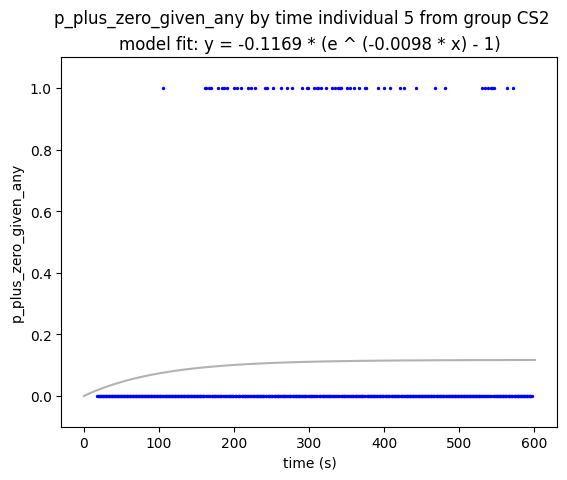 p_plus_zero_given_any by time individual 5 from group CS2
model fit: y = -0.1169 * (e ^ (-0.0098 * x) - 1)
1.0
0.8
0.6
0.4
0.2
0.0
p_plus_zero_given_any
0 100 200 300 400 500 600
time (s)